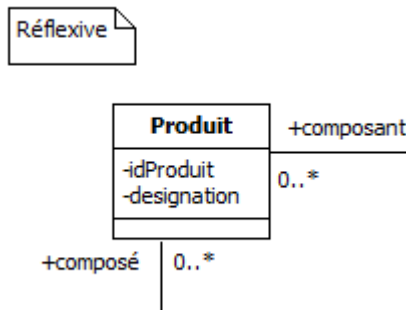 Réflexive
Produit
+composant
-idProduit
-designation
0..*
+composé
0..*